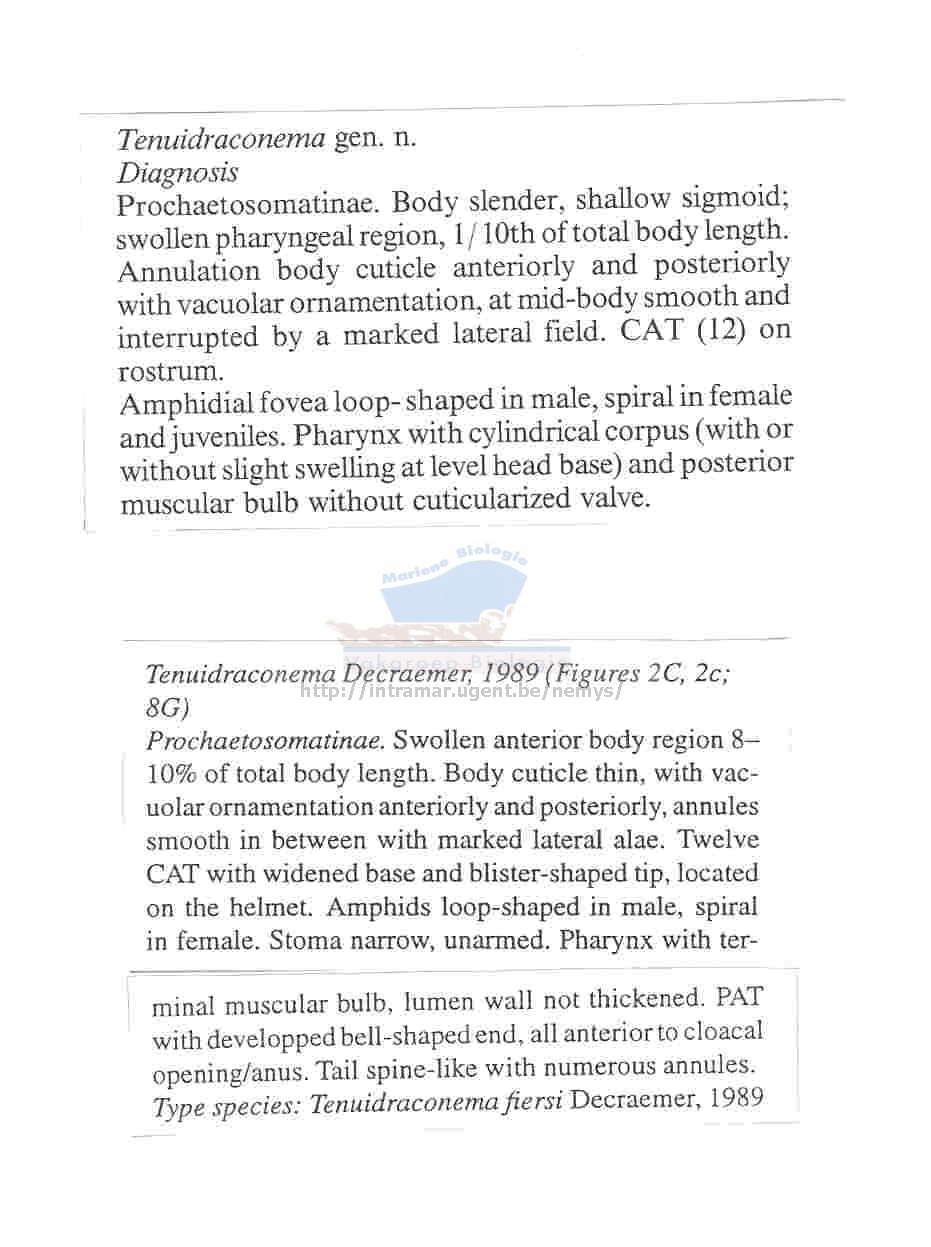 Tenuidraconema gen. n.
Diagnosis
Prochaetosomatinae. Body slender, shallow sigmoid;
swollen pharyngeal region, 1/10th of total body length.
Annulation body cuticle anteriorly and posteriorly
with vacuolar ornamentation, at mid-body smooth and
interrupted by a marked lateral field. CAT (12) on
rostrum.
Amphidial fovea loop- shaped in male, spiral in female
and juveniles. Pharynx with cylindrical corpus (with or
without slight swelling at level head base) and posterior
muscular bulb without cuticularized valve.
Mariene Biologie
Vakgroep Biologie
Tenuidraconema Decraemer, 1989 (Figures 2C, 2c;
http://intramar.ugent.be/nemys/
8G)
Prochaetosomatinae. Swollen anterior body region 8–
10% of total body length. Body cuticle thin, with vac-
uolar ornamentation anteriorly and posteriorly, annules
smooth in between with marked lateral alae. Twelve
CAT with widened base and blister-shaped tip, located
on the helmet. Amphids loop-shaped in male, spiral
in female. Stoma narrow, unarmed. Pharynx with ter-
minal muscular bulb, lumen wall not thickened. PAT
with developped bell-shaped end, all anterior to cloacal
opening/anus. Tail spine-like with numerous annules.
Type species: Tenuidraconema fiersi Decraemer, 1989